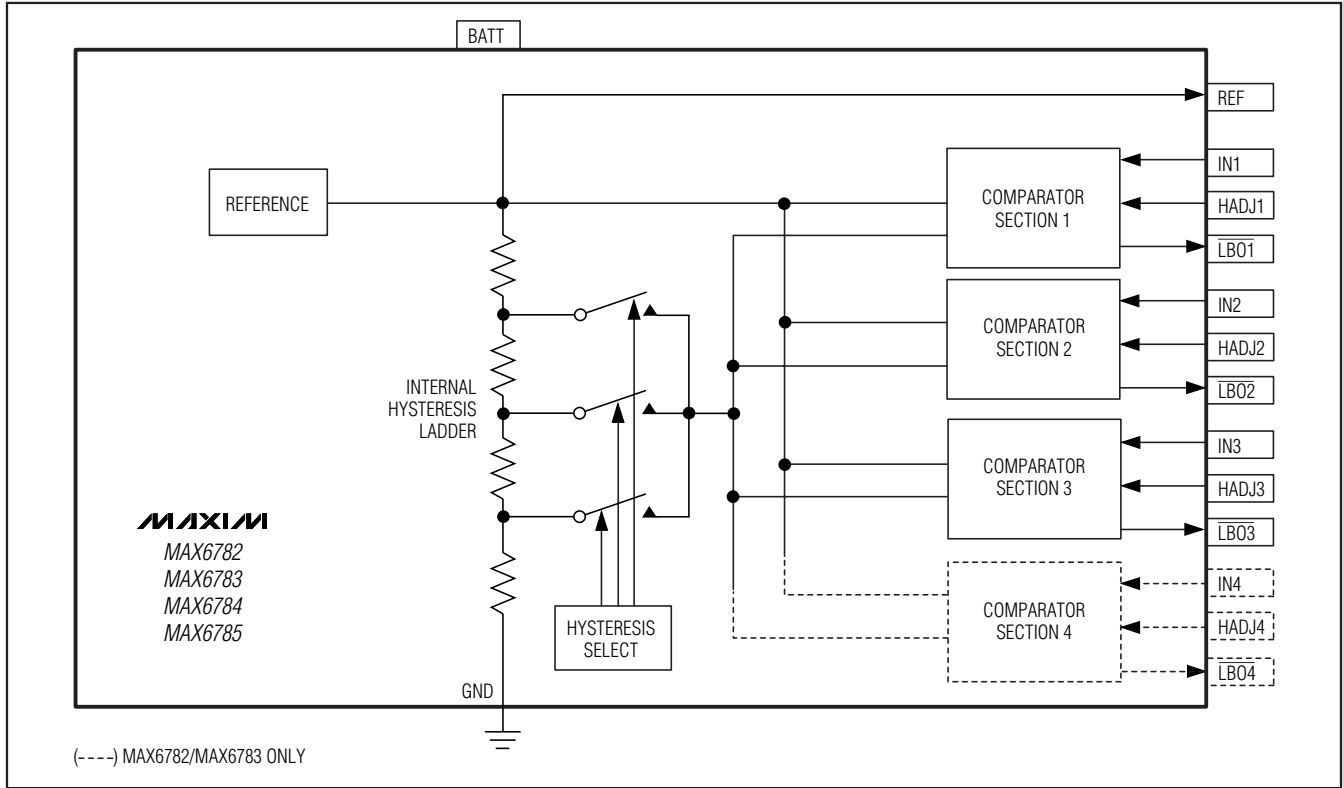 BATT
REF
REFERENCE
COMPARATOR
SECTION 1
IN1
HADJ1
LBO1
COMPARATOR
SECTION 2
IN2
HADJ2
LBO2
INTERNAL
HYSTERESIS
LADDER
COMPARATOR
SECTION 3
IN3
HADJ3
LBO3
MAXIM
MAX6782
MAX6783
MAX6784
MAX6785
HYSTERESIS
SELECT
COMPARATOR
SECTION 4
IN4
HADJ4
LBO4
GND
(----) MAX6782/MAX6783 ONLY